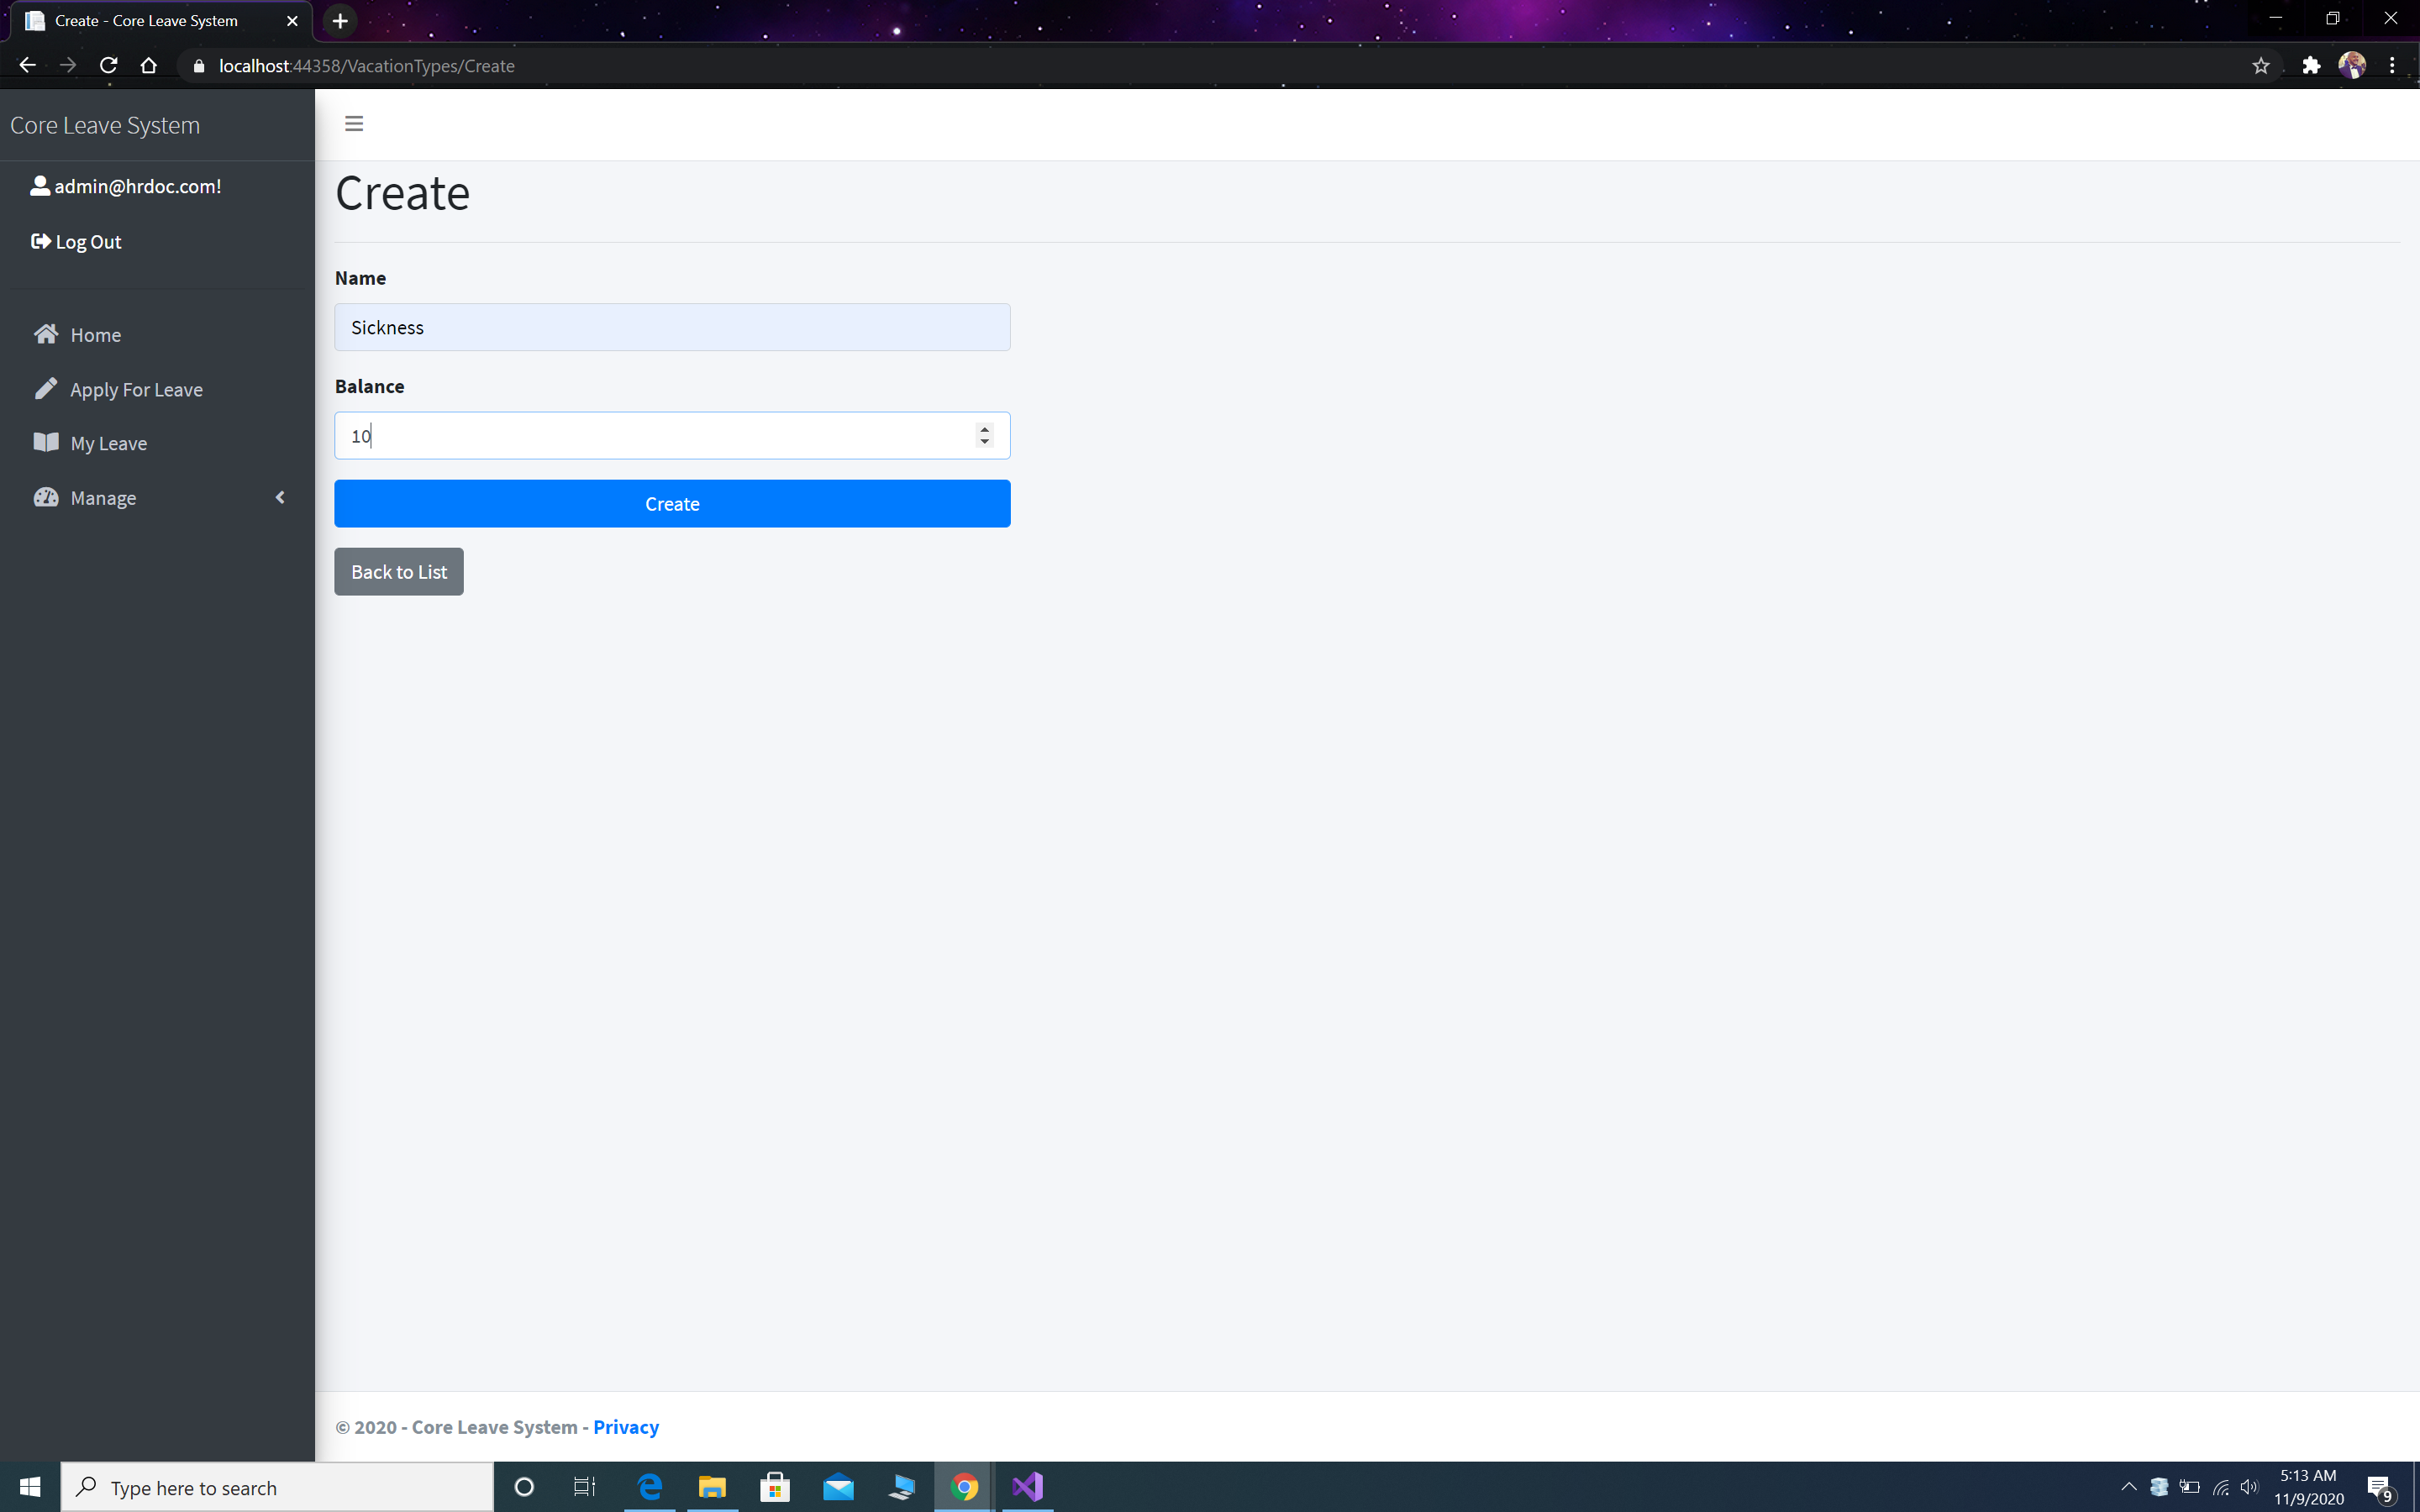 Create - Core Leave System
localhost:44358/VacationTypes/Create
Core Leave System
admin@hrdoc.com!
Log Out
Home
Apply For Leave
My Leave
Manage
Create
Name
Sickness
Balance
10
Create
Back to List
© 2020 - Core Leave System - Privacy
Type here to search
5:13 AM
11/9/2020
9